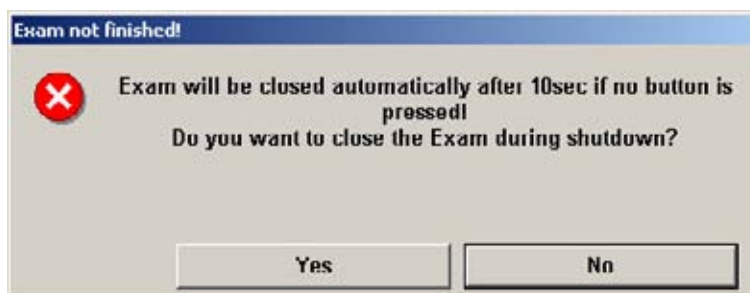 Exam not finished!
Exam will be closed automatically after 10sec if no button is
pressed!
Do you want to close the Exam during shutdown?
Yes
No